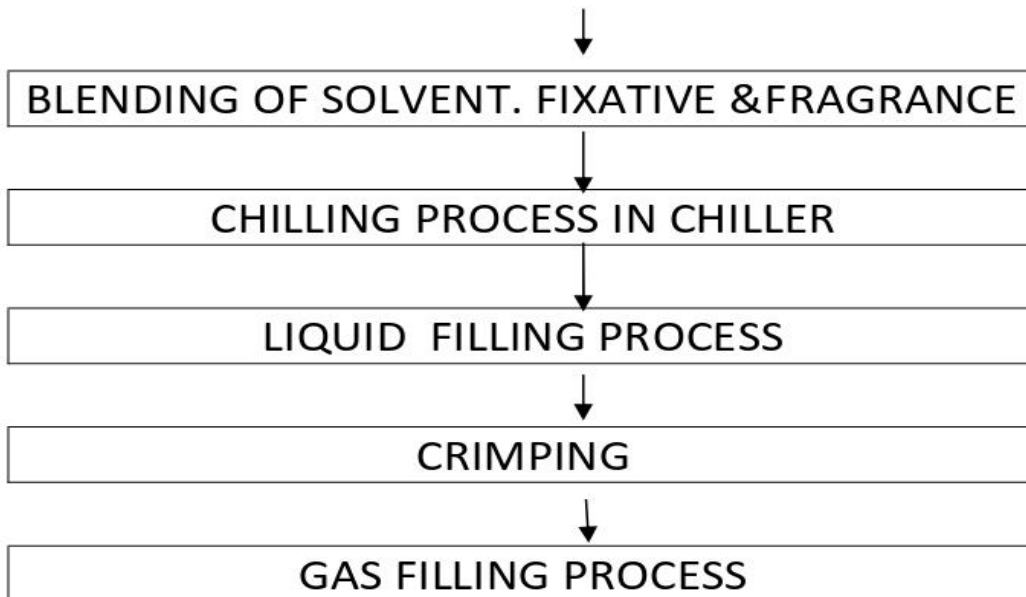 BLENDING OF SOLVENT. FIXATIVE &FRAGRANCE
CHILLING PROCESS IN CHILLER
LIQUID FILLING PROCESS
CRIMPING
GAS FILLING PROCESS